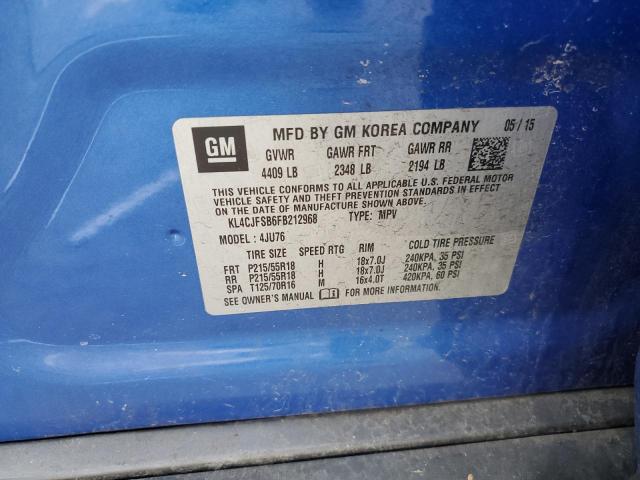 GM
MFD BY GM KOREA COMPANY 05/15
GVWR GAWR FRT GAWR RR
4409 LB 2348 LB 2194 LB
THIS VEHICLE CONFORMS TO ALL APPLICABLE U.S. FEDERAL MOTOR
VEHICLE SAFETY AND THEFT PREVENTION STANDARDS IN EFFECT
ON THE DATE OF MANUFACTURE SHOWN ABOVE.
KL4CJFSB6FB212968 TYPE: MPV
MODEL: 4JU76
TIRE SIZE SPEED RTG RIM COLD TIRE PRESSURE
FRT P215/55R18 H 18x7.0J 240KPA, 35 PSI
RR P215/55R18 H 18x7.0J 240KPA, 35 PSI
SPA T125/70R16 M 16x4.0T 420KPA, 60 PSI
SEE OWNER'S MANUAL FOR MORE INFORMATION